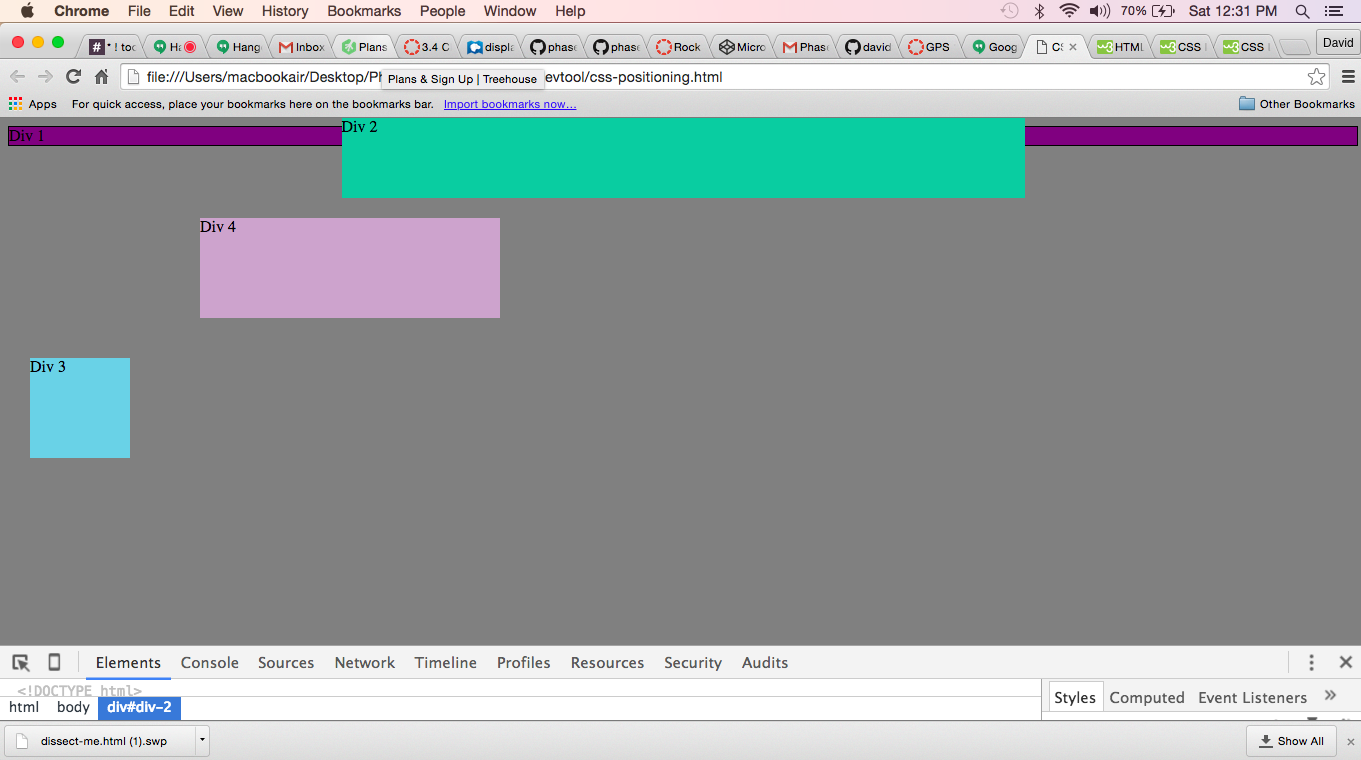 Chrome File Edit View History Bookmarks People Window Help 70% Sat 12:31 PM
# * ! too Ha Hang Inbox Plans 3.4 C displa phase phase Rock Micro Phase david GPS Goog CS HTML CSS CSS David
file:///Users/macbookair/Desktop/Ph evtool/css-positioning.html
Plans & Sign Up | Treehouse
Apps For quick access, place your bookmarks here on the bookmarks bar. Import bookmarks now… Other Bookmarks
Div 1
Div 2
Div 4
Div 3
Elements Console Sources Network Timeline Profiles Resources Security Audits
<!DOCTYPE html>
html body div#div-2
Styles Computed Event Listeners »
dissect-me.html (1).swp Show All